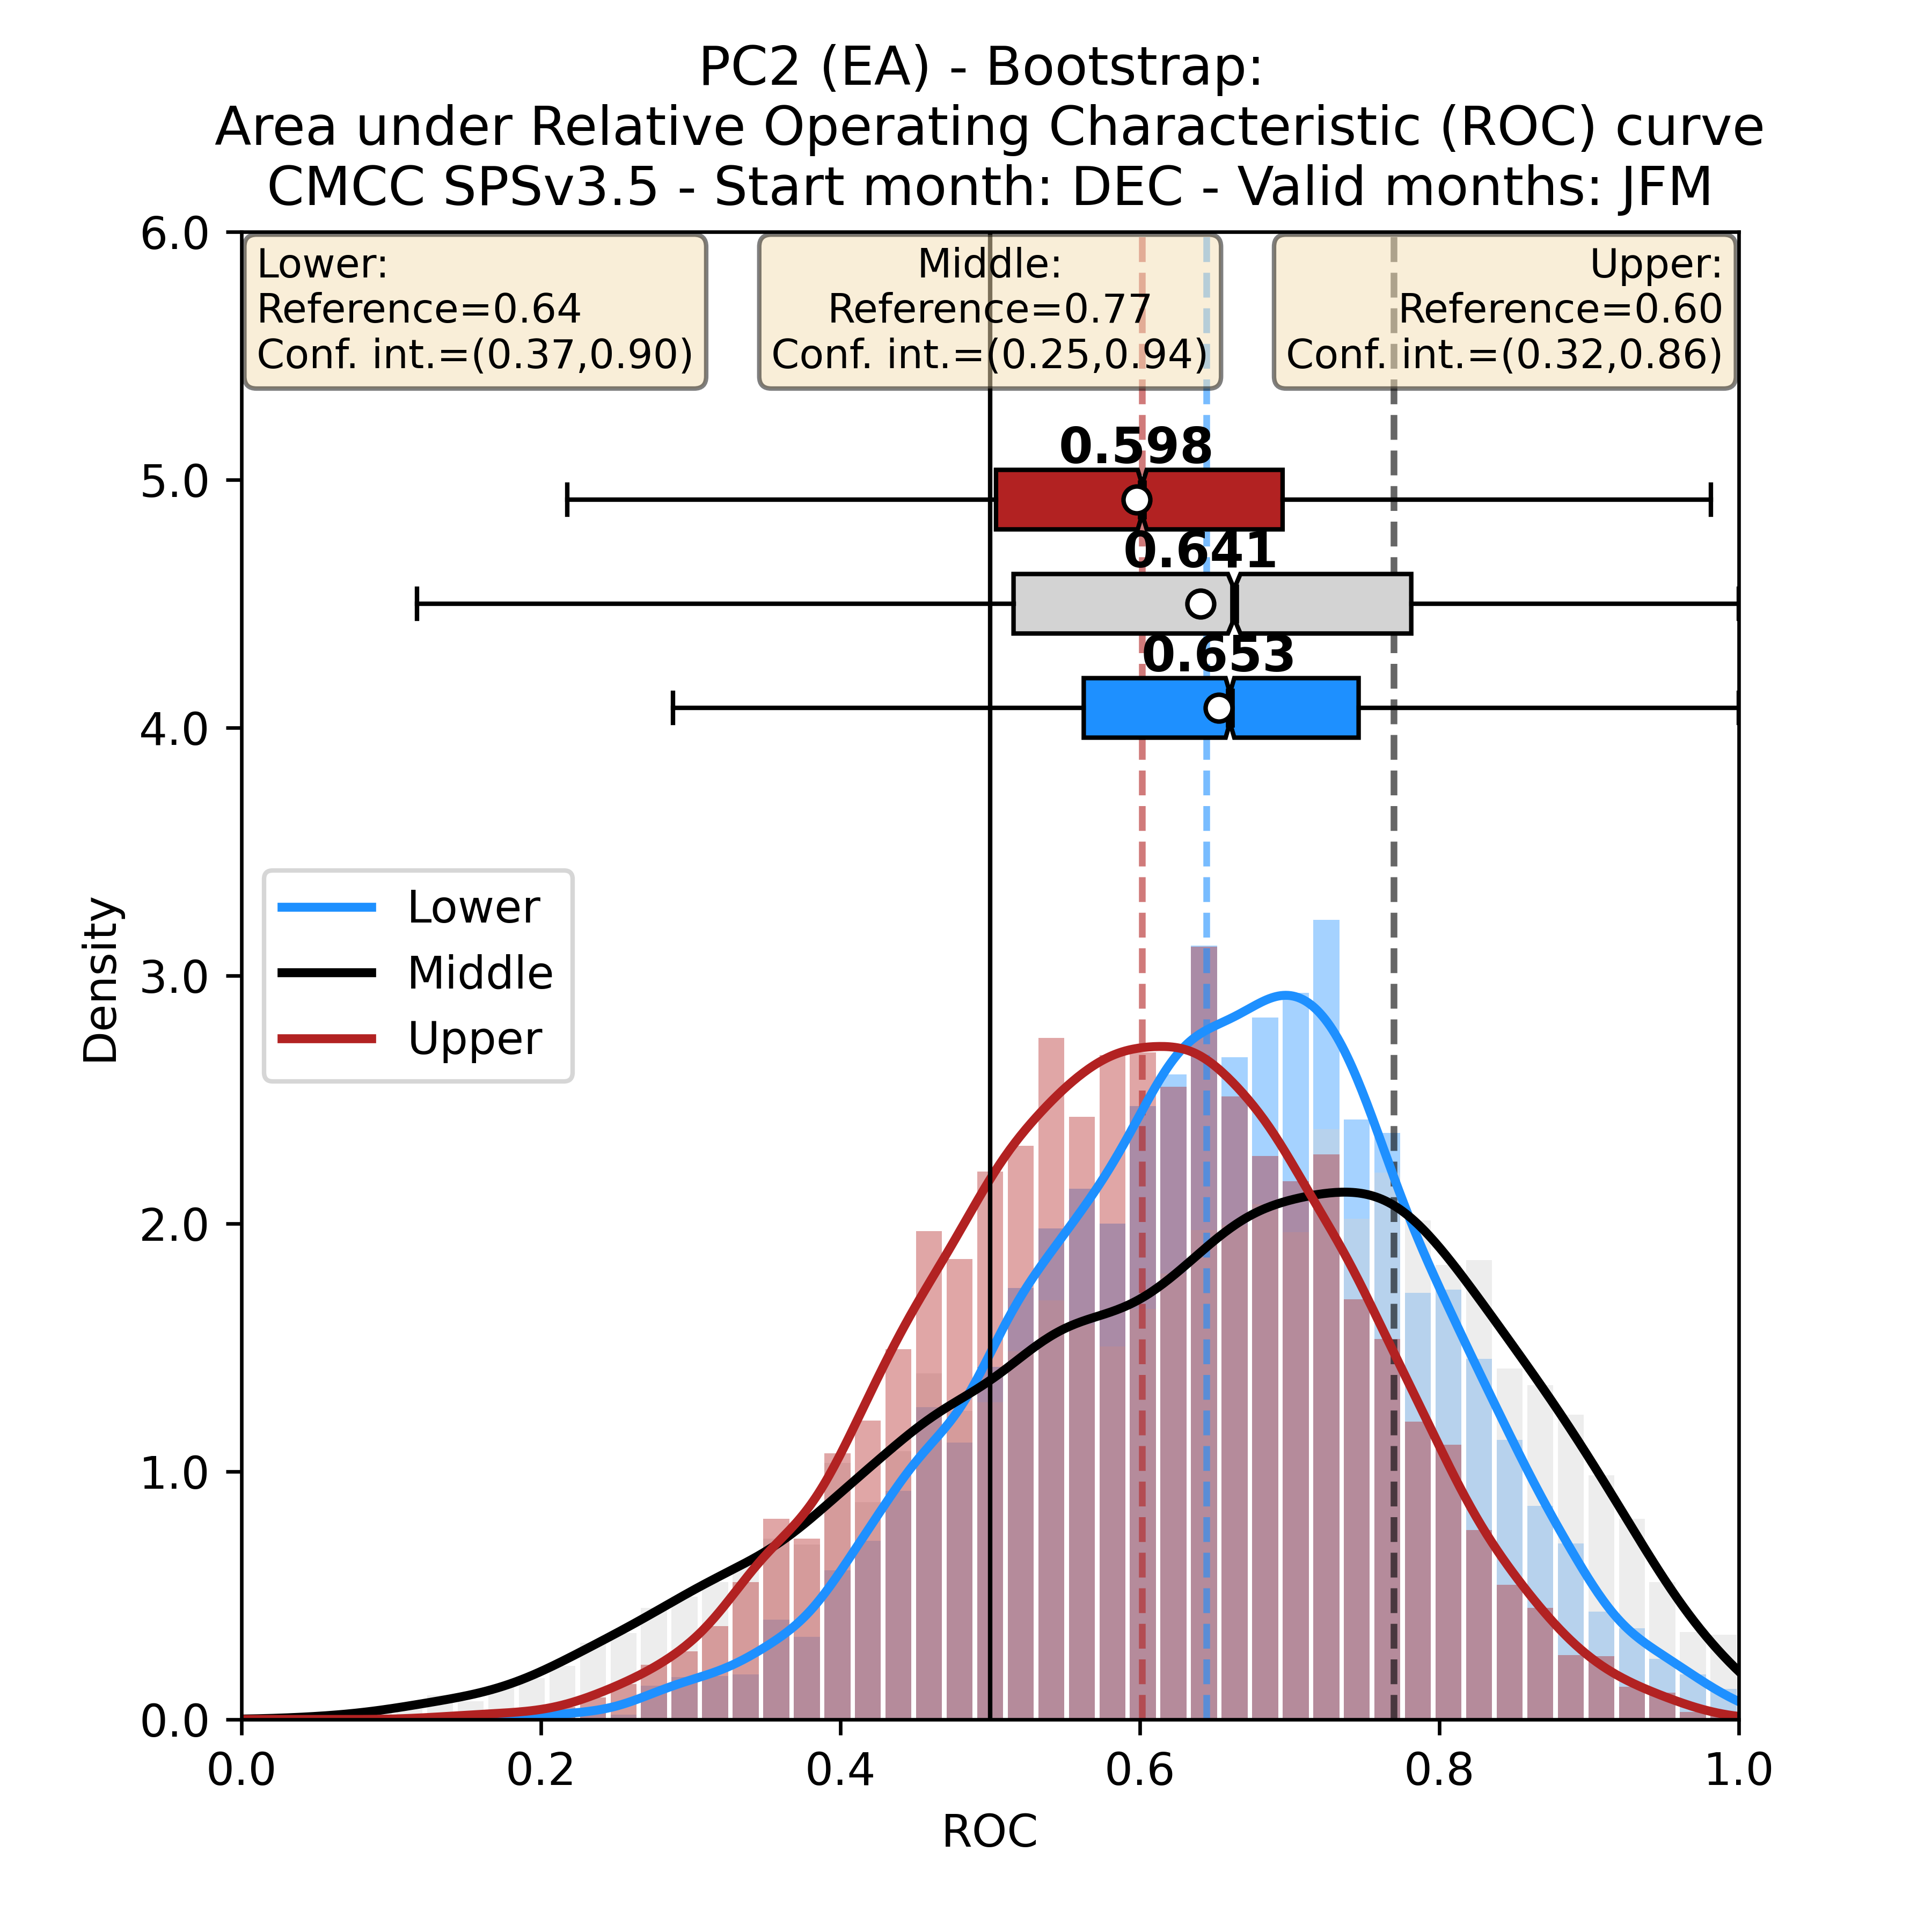 PC2 (EA) - Bootstrap:
Area under Relative Operating Characteristic (ROC) curve
CMCC SPSv3.5 - Start month: DEC - Valid months: JFM
Lower:
Reference=0.64
Conf. int.=(0.37,0.90)
Middle:
Reference=0.77
Conf. int.=(0.25,0.94)
Upper:
Reference=0.60
Conf. int.=(0.32,0.86)
0.598
0.641
0.653
Lower
Middle
Upper
Density
6.0
5.0
4.0
3.0
2.0
1.0
0.0
0.0 0.2 0.4 0.6 0.8 1.0
ROC